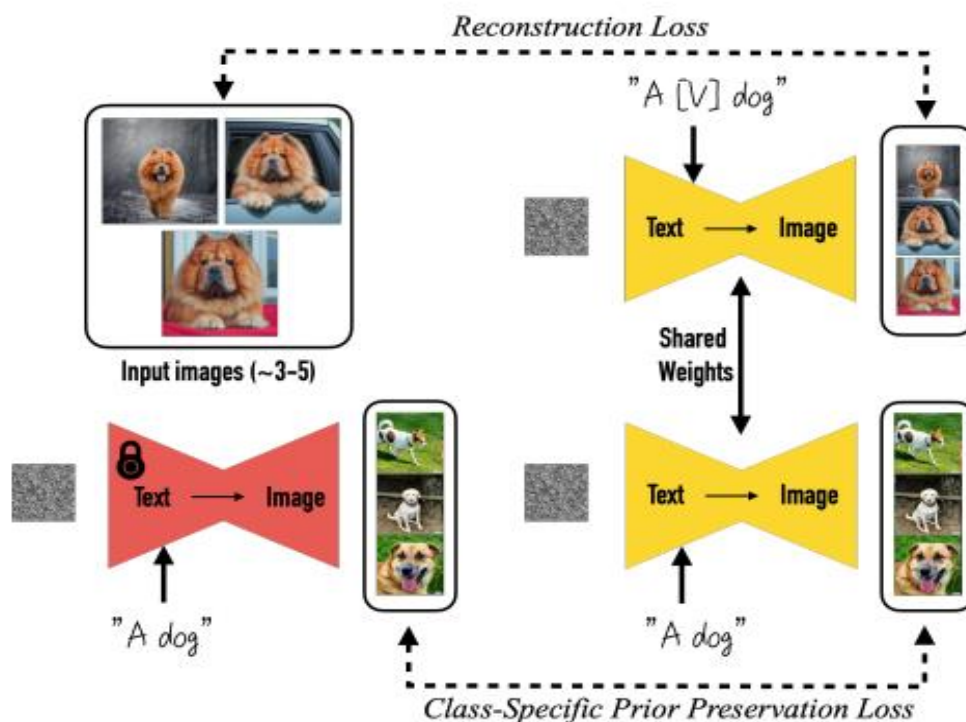 Reconstruction Loss
"A [V] dog"
Text → Image
Input images (~3-5)
Shared
Weights
Text → Image
Text → Image
"A dog"
"A dog"
Class-Specific Prior Preservation Loss